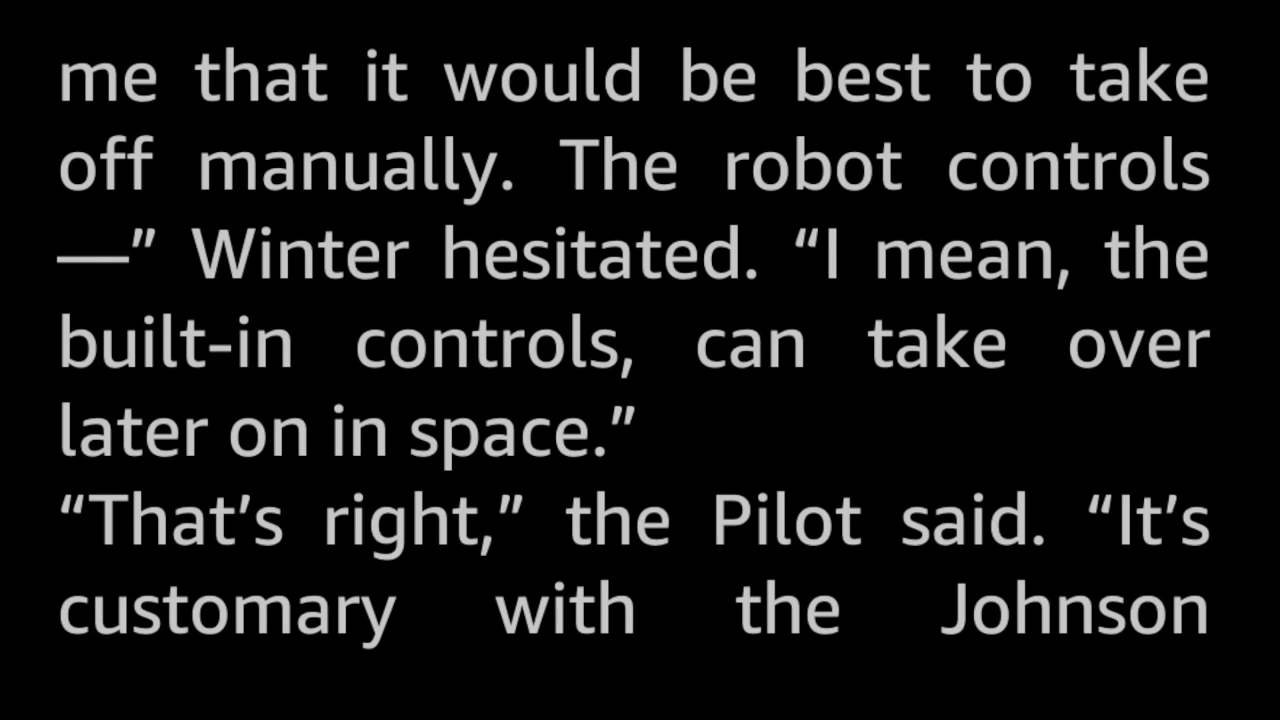 me that it would be best to take
off manually. The robot controls
—” Winter hesitated. “I mean, the
built-in controls, can take over
later on in space.”
“That’s right,” the Pilot said. “It’s
customary with the Johnson